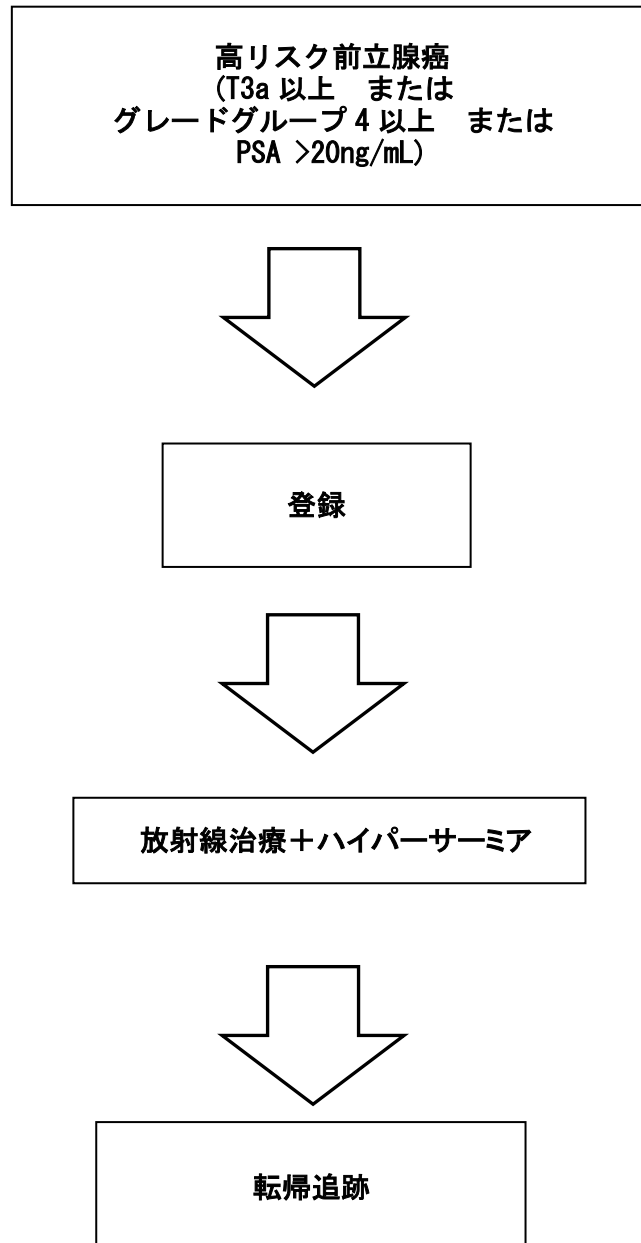 高リスク前立腺癌
(T3a 以上　または
グレードグループ 4 以上　または
PSA >20ng/mL)
登録
放射線治療＋ハイパーサーミア
転帰追跡